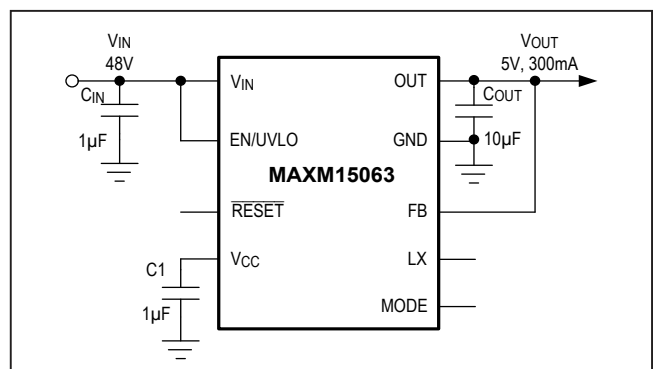 VIN
48V
CIN
1µF
VIN
EN/UVLO
RESET
VCC
C1
1µF
MAXM15063
OUT
GND
FB
LX
MODE
COUT
10µF
VOUT
5V, 300mA